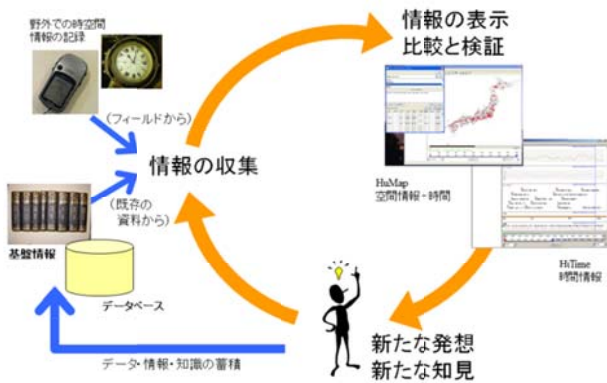 野外での時空間
情報の記録
(フィールドから)
情報の収集
(既存の
資料から)
基盤情報
データベース
データ・情報・知識の蓄積
情報の表示
比較と検証
HuMap
空間情報+時間
HuTime
時間情報
新たな発想
新たな知見